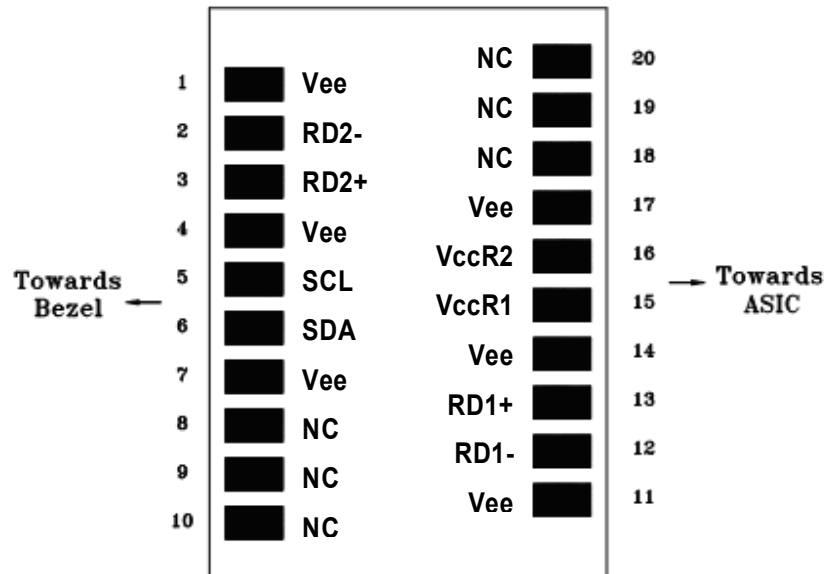 1 Vee
2 RD2-
3 RD2+
4 Vee
5 SCL
6 SDA
7 Vee
8 NC
9 NC
10 NC
Towards
Bezel
NC 20
NC 19
NC 18
Vee 17
VccR2 16
VccR1 15
Vee 14
RD1+ 13
RD1- 12
Vee 11
Towards
ASIC